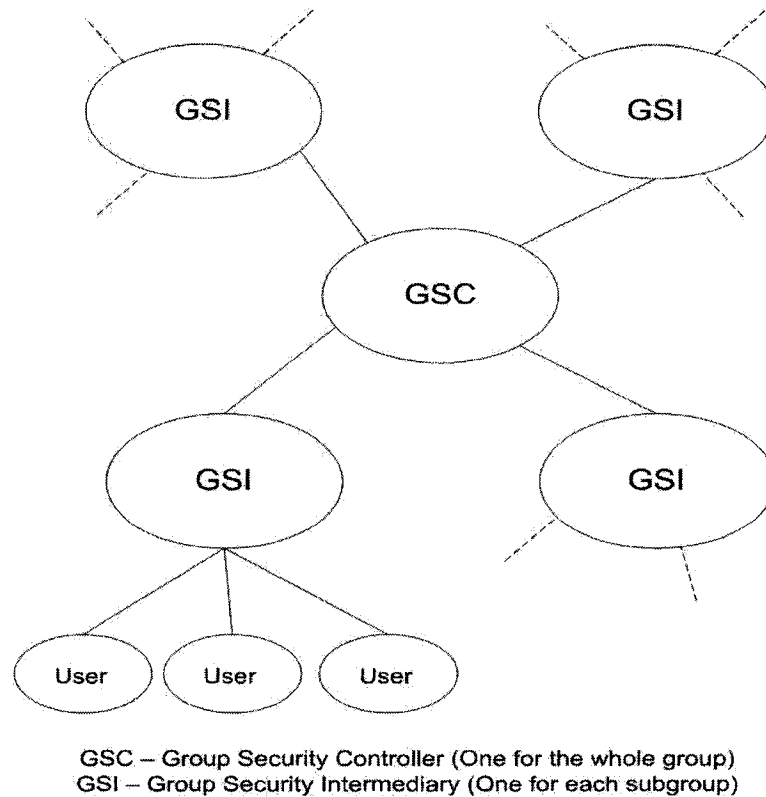 GSI
GSI
GSC
GSI
GSI
User
User
User
GSC – Group Security Controller (One for the whole group)
GSI – Group Security Intermediary (One for each subgroup)